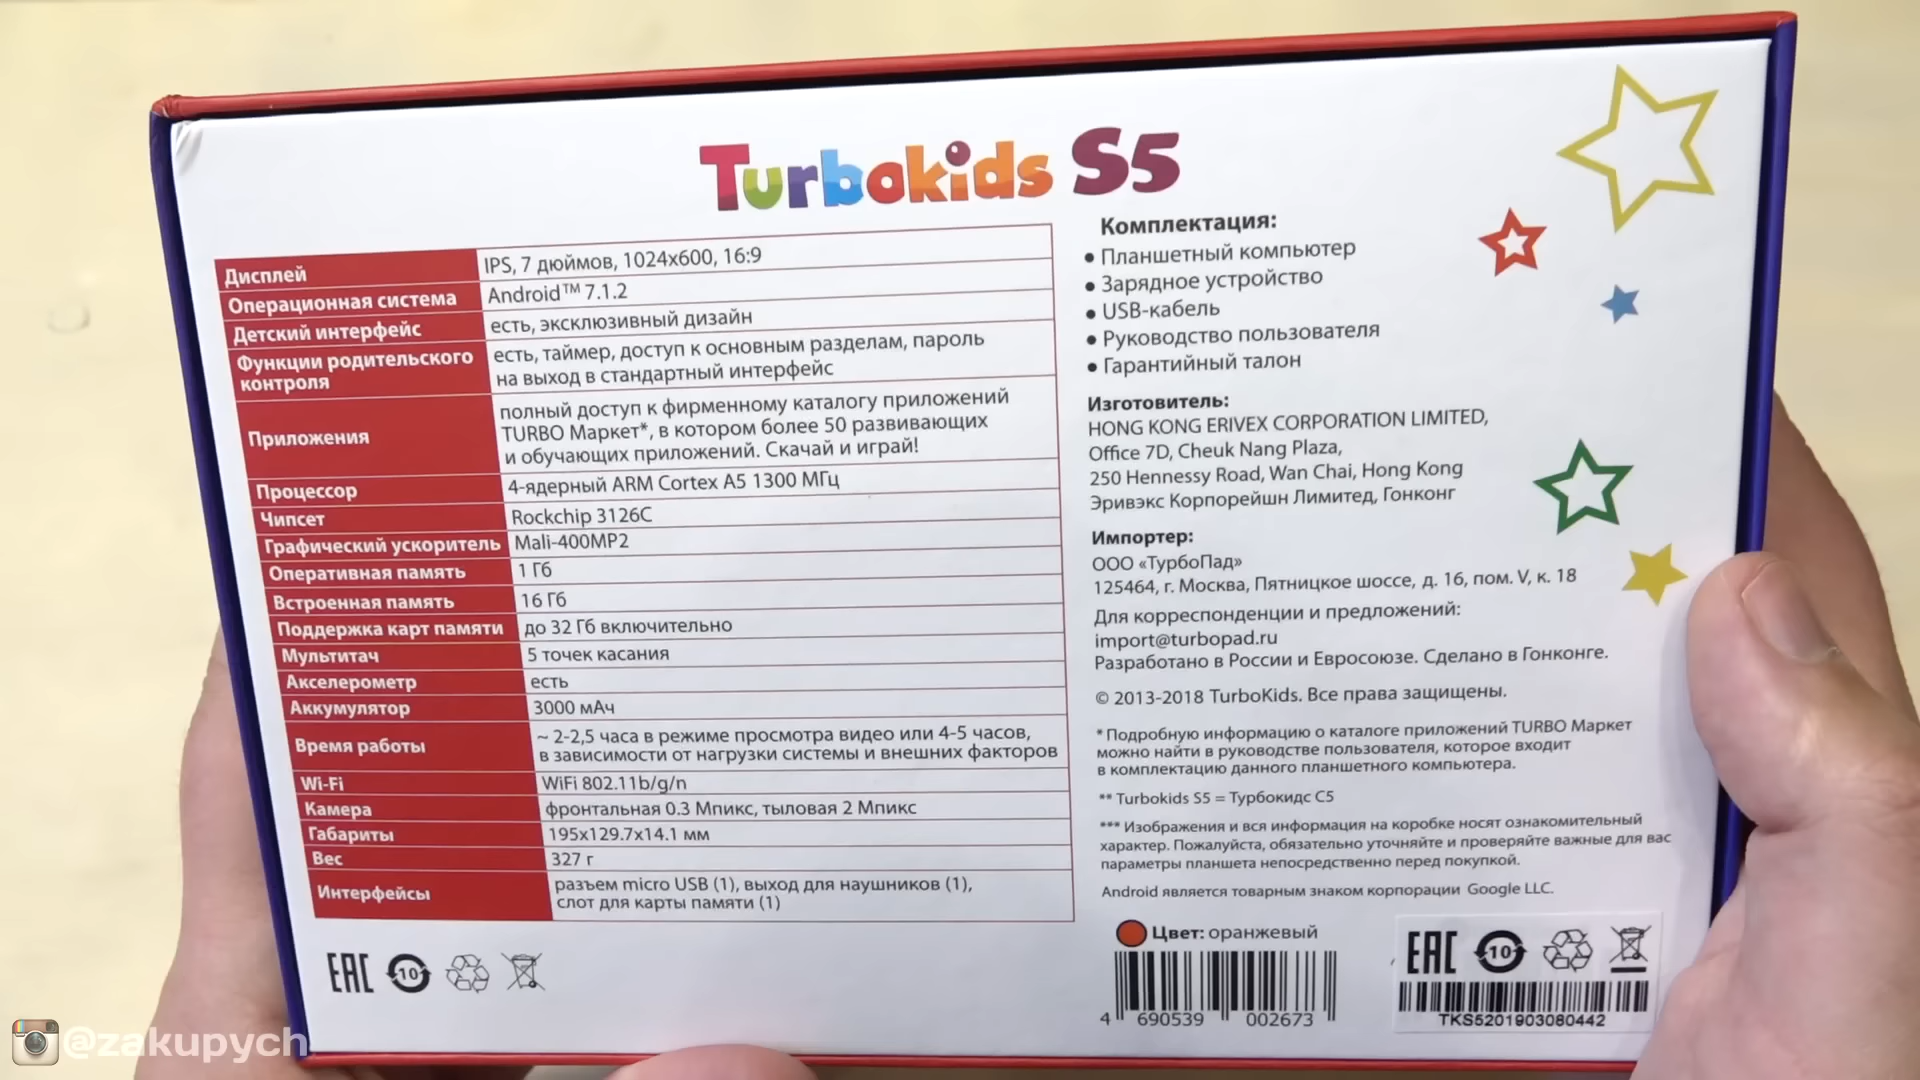 Turbokids S5
Дисплей IPS, 7 дюймов, 1024x600, 16:9
Операционная система Android™ 7.1.2
Детский интерфейс есть, эксклюзивный дизайн
Функции родительского
контроля
есть, таймер, доступ к основным разделам, пароль
на выход в стандартный интерфейс
Приложения
полный доступ к фирменному каталогу приложений
TURBO Маркет*, в котором более 50 развивающих
и обучающих приложений. Скачай и играй!
Процессор 4-ядерный ARM Cortex A5 1300 МГц
Чипсет Rockchip 3126C
Графический ускоритель Mali-400MP2
Оперативная память 1 Гб
Встроенная память 16 Гб
Поддержка карт памяти до 32 Гб включительно
Мультитач 5 точек касания
Акселерометр есть
Аккумулятор 3000 мАч
Время работы
~ 2-2,5 часа в режиме просмотра видео или 4-5 часов,
в зависимости от нагрузки системы и внешних факторов
Wi-Fi WiFi 802.11b/g/n
Камера фронтальная 0.3 Мпикс, тыловая 2 Мпикс
Габариты 195x129.7x14.1 мм
Вес 327 г
Интерфейсы
разъем micro USB (1), выход для наушников (1),
слот для карты памяти (1)
EAC 10
Комплектация:
• Планшетный компьютер
• Зарядное устройство
• USB-кабель
• Руководство пользователя
• Гарантийный талон
Изготовитель:
HONG KONG ERIVEX CORPORATION LIMITED,
Office 7D, Cheuk Nang Plaza,
250 Hennessy Road, Wan Chai, Hong Kong
Эривэкс Корпорейшн Лимитед, Гонконг
Импортер:
ООО «ТурбоПад»
125464, г. Москва, Пятницкое шоссе, д. 16, пом. V, к. 18
Для корреспонденции и предложений:
import@turbopad.ru
Разработано в России и Евросоюзе. Сделано в Гонконге.
© 2013-2018 TurboKids. Все права защищены.
* Подробную информацию о каталоге приложений TURBO Маркет
можно найти в руководстве пользователя, которое входит
в комплектацию данного планшетного компьютера.
** Turbokids S5 = Турбокидс С5
*** Изображения и вся информация на коробке носят ознакомительный
характер. Пожалуйста, обязательно уточняйте и проверяйте важные для вас
параметры планшета непосредственно перед покупкой.
Android является товарным знаком корпорации Google LLC.
Цвет: оранжевый
4 690539 002673
EAC 10
TKS5201903080442
@zakupych